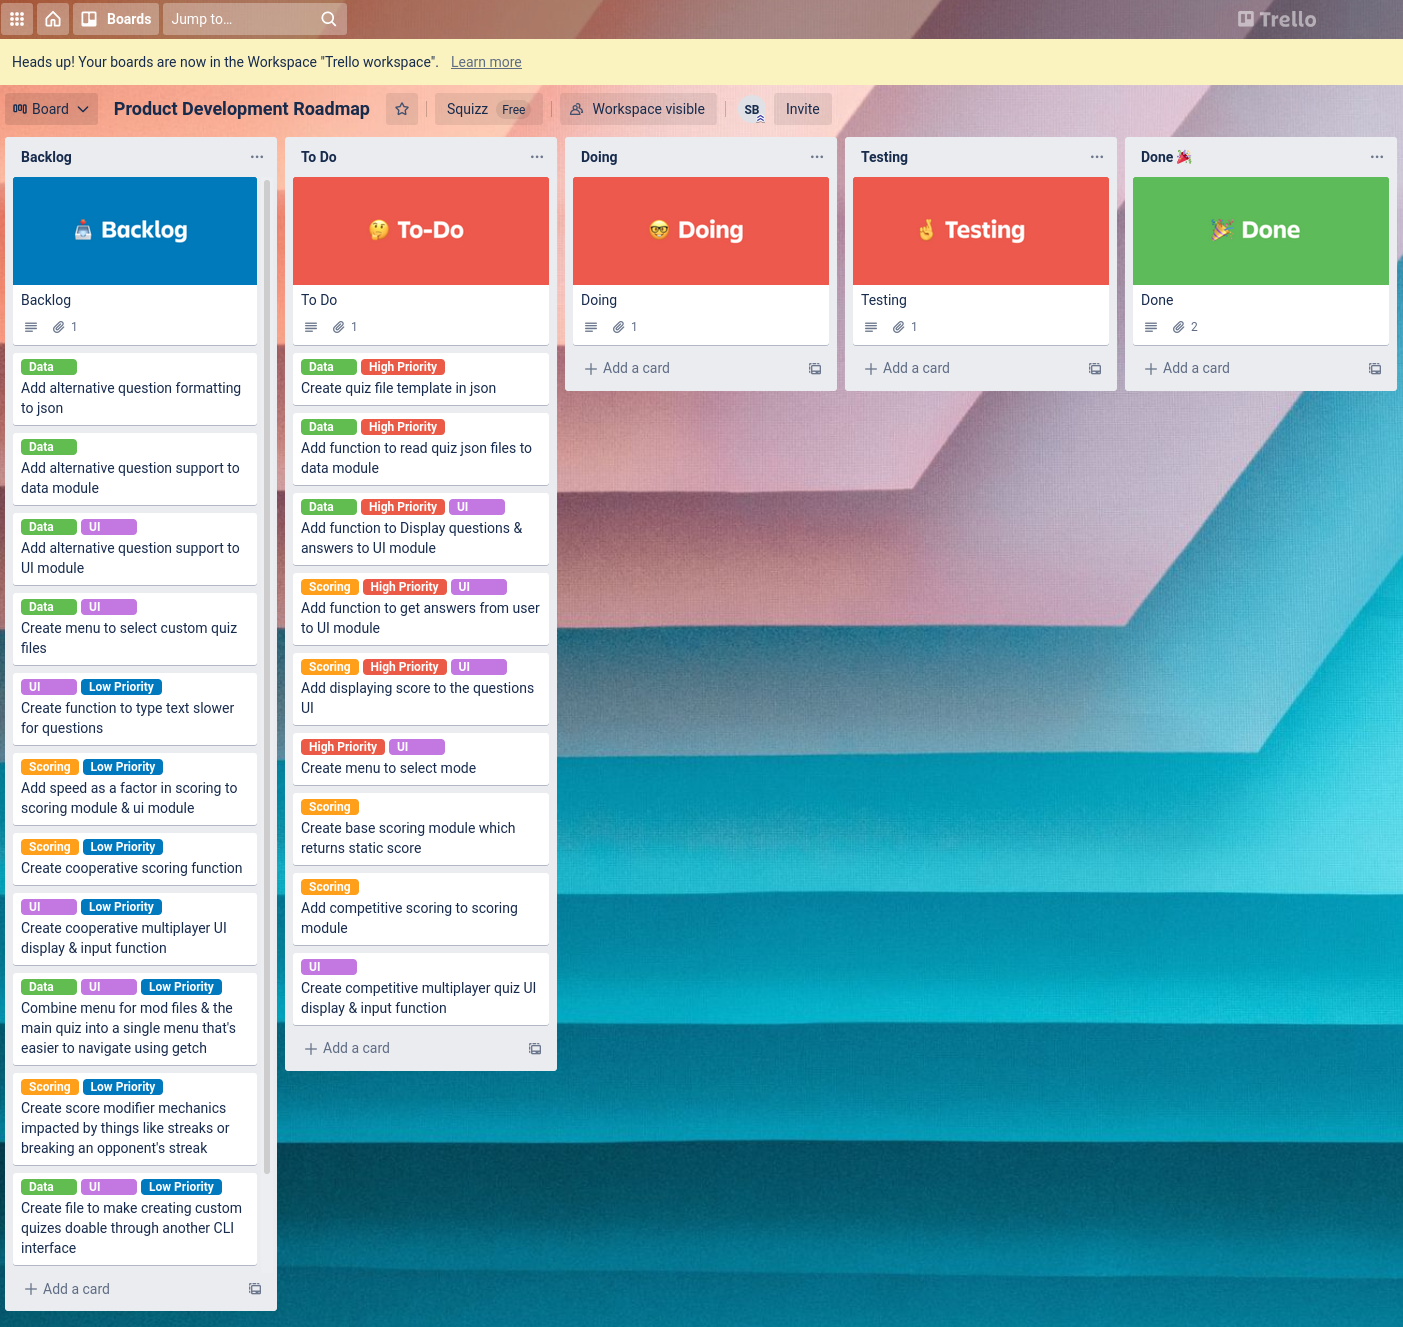 Boards
Jump to...
Trello
Heads up! Your boards are now in the Workspace "Trello workspace". Learn more
Board
Product Development Roadmap
Squizz Free
Workspace visible
SB
Invite
Backlog
Backlog
Backlog
1
Data
Add alternative question formatting
to json
Data
Add alternative question support to
data module
Data UI
Add alternative question support to
UI module
Data UI
Create menu to select custom quiz
files
UI Low Priority
Create function to type text slower
for questions
Scoring Low Priority
Add speed as a factor in scoring to
scoring module & ui module
Scoring Low Priority
Create cooperative scoring function
UI Low Priority
Create cooperative multiplayer UI
display & input function
Data UI Low Priority
Combine menu for mod files & the
main quiz into a single menu that's
easier to navigate using getch
Scoring Low Priority
Create score modifier mechanics
impacted by things like streaks or
breaking an opponent's streak
Data UI Low Priority
Create file to make creating custom
quizes doable through another CLI
interface
Add a card
To Do
To-Do
To Do
1
Data High Priority
Create quiz file template in json
Data High Priority
Add function to read quiz json files to
data module
Data High Priority UI
Add function to Display questions &
answers to UI module
Scoring High Priority UI
Add function to get answers from user
to UI module
Scoring High Priority UI
Add displaying score to the questions
UI
High Priority UI
Create menu to select mode
Scoring
Create base scoring module which
returns static score
Scoring
Add competitive scoring to scoring
module
UI
Create competitive multiplayer quiz UI
display & input function
Add a card
Doing
Doing
Doing
1
Add a card
Testing
Testing
Testing
1
Add a card
Done 🎉
Done
Done
2
Add a card